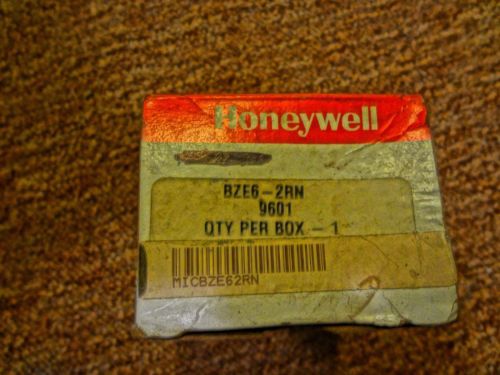 Honeywell
BZE6-2RN
9601
QTY PER BOX - 1
MICBZE62RN